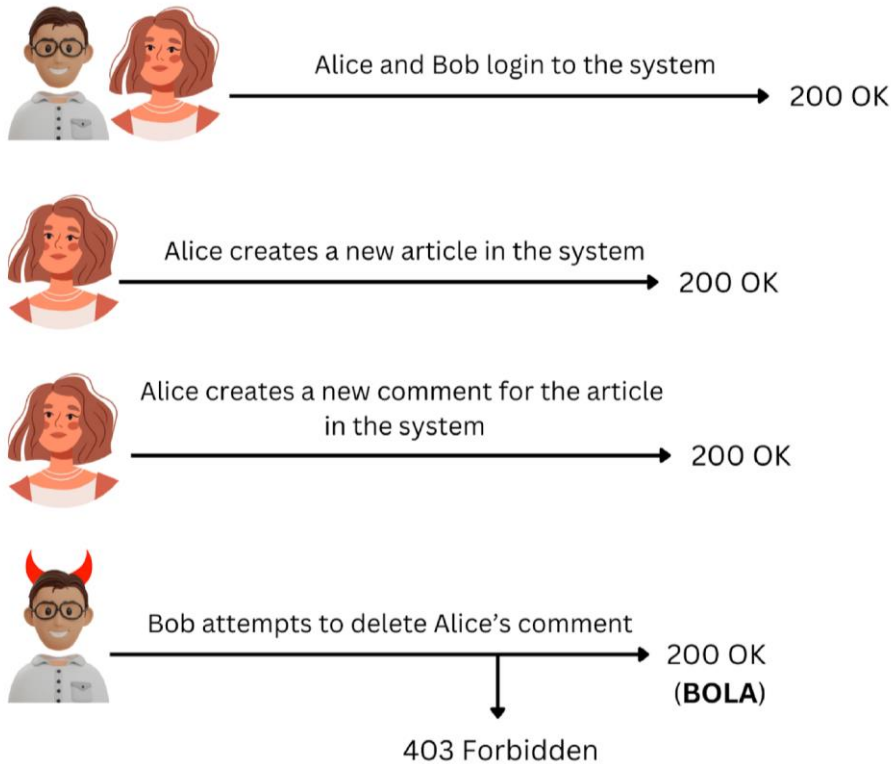 Alice and Bob login to the system
200 OK
Alice creates a new article in the system
200 OK
Alice creates a new comment for the article
in the system
200 OK
Bob attempts to delete Alice’s comment
200 OK
(BOLA)
403 Forbidden